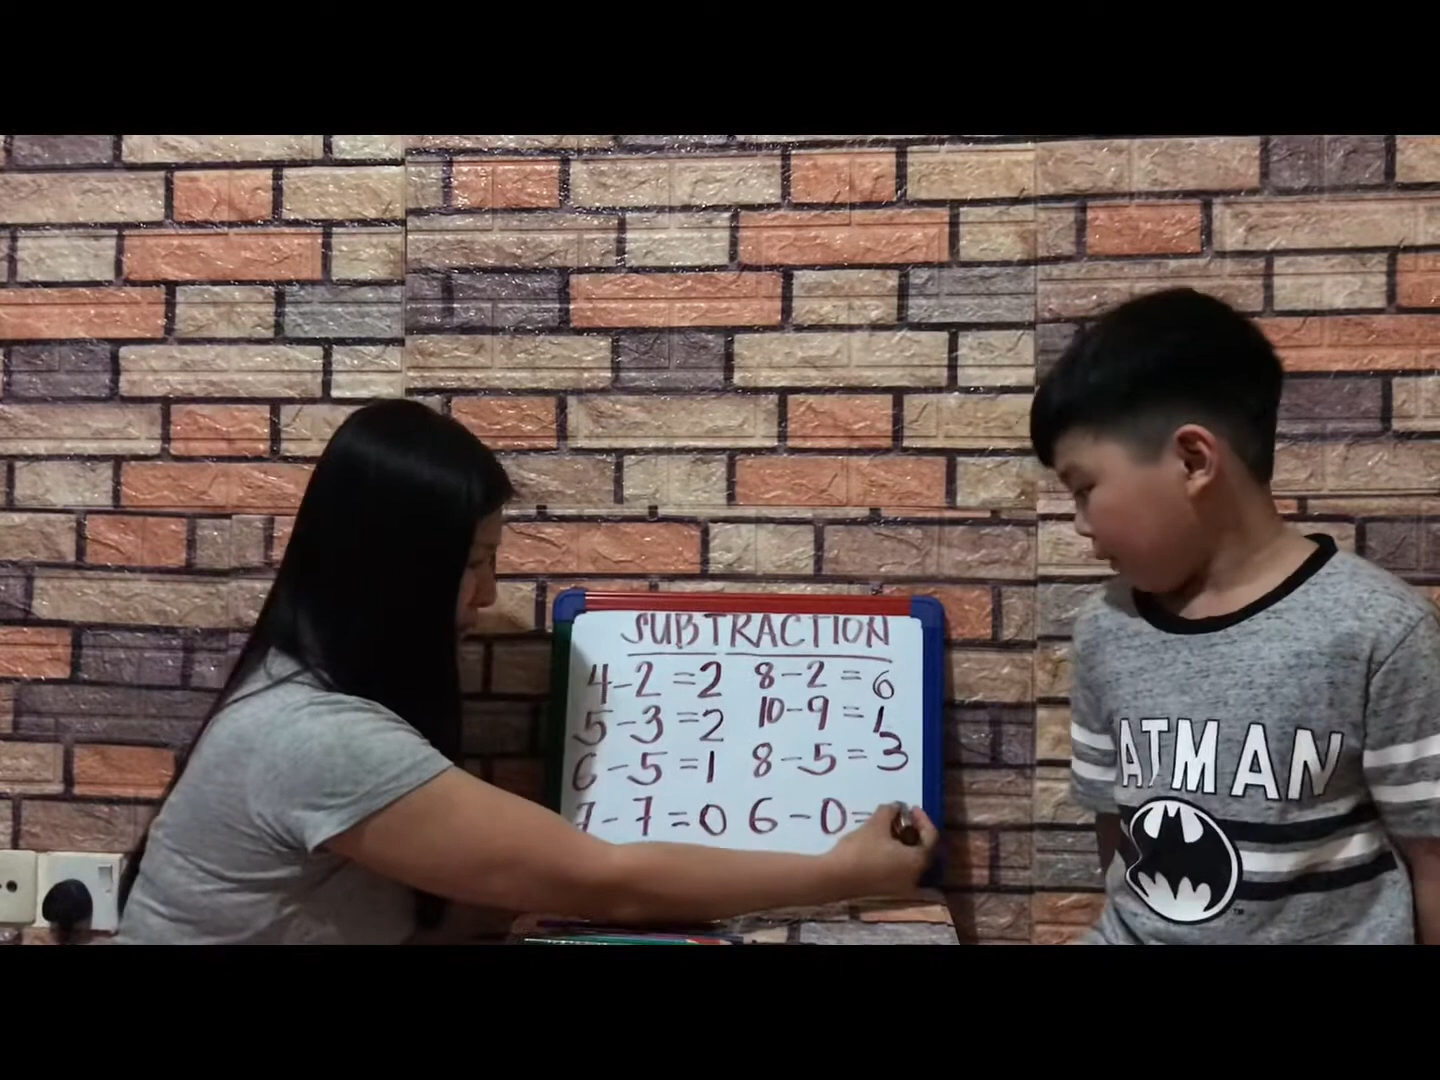 SUBTRACTION
4-2=2 8-2=6
5-3=2 10-9=1
6-5=1 8-5=3
7-7=0 6-0=
ATMAN